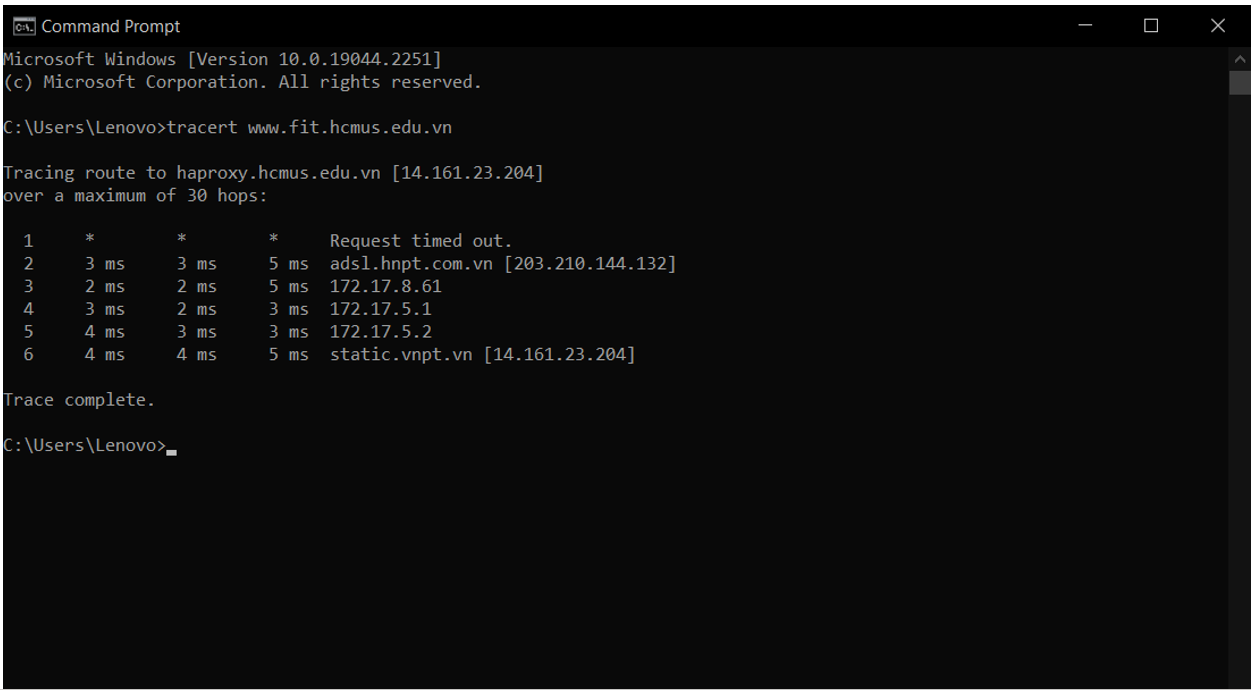 Command Prompt
Microsoft Windows [Version 10.0.19044.2251]
(c) Microsoft Corporation. All rights reserved.
C:\Users\Lenovo>tracert www.fit.hcmus.edu.vn
Tracing route to haproxy.hcmus.edu.vn [14.161.23.204]
over a maximum of 30 hops:
1 * * * Request timed out.
2 3 ms 3 ms 5 ms adsl.hnpt.com.vn [203.210.144.132]
3 2 ms 2 ms 5 ms 172.17.8.61
4 3 ms 2 ms 3 ms 172.17.5.1
5 4 ms 3 ms 3 ms 172.17.5.2
6 4 ms 4 ms 5 ms static.vnpt.vn [14.161.23.204]
Trace complete.
C:\Users\Lenovo>